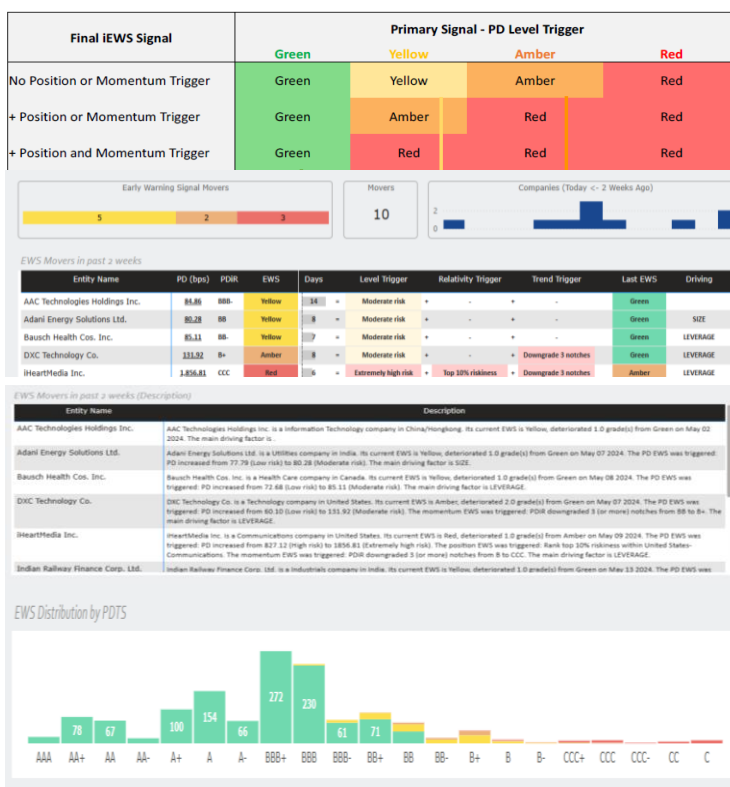 Final iEWS Signal
Primary Signal - PD Level Trigger
Green Yellow Amber Red
No Position or Momentum Trigger Green Yellow Amber Red
+ Position or Momentum Trigger Green Amber Red Red
+ Position and Momentum Trigger Green Red Red Red
Early Warning Signal Movers
5 2 3
Movers
10
Companies (Today <- 2 Weeks Ago)
2
0
EWS Movers in past 2 weeks
Entity Name PD (bps) PDiR EWS Days Level Trigger Relativity Trigger Trend Trigger Last EWS Driving
AAC Technologies Holdings Inc. 84.86 BBB- Yellow 14 = Moderate risk + - + - Green
Adani Energy Solutions Ltd. 80.28 BB Yellow 8 = Moderate risk + - + - Green SIZE
Bausch Health Cos. Inc. 85.11 BB- Yellow 7 = Moderate risk + - + - Green LEVERAGE
DXC Technology Co. 131.92 B+ Amber 8 = Moderate risk + - + Downgrade 3 notches Green LEVERAGE
iHeartMedia Inc. 1,856.81 CCC Red 6 = Extremely high risk + Top 10% riskiness + Downgrade 3 notches Amber LEVERAGE
EWS Movers in past 2 weeks (Description)
Entity Name Description
AAC Technologies Holdings Inc. AAC Technologies Holdings Inc. is a Information Technology company in China/Hongkong. Its current EWS is Yellow, deteriorated 1.0 grade(s) from Green on May 02
2024. The main driving factor is .
Adani Energy Solutions Ltd. Adani Energy Solutions Ltd. is a Utilities company in India. Its current EWS is Yellow, deteriorated 1.0 grade(s) from Green on May 07 2024. The PD EWS was triggered:
PD increased from 77.79 (Low risk) to 80.28 (Moderate risk). The main driving factor is SIZE.
Bausch Health Cos. Inc. Bausch Health Cos. Inc. is a Health Care company in Canada. Its current EWS is Yellow, deteriorated 1.0 grade(s) from Green on May 08 2024. The PD EWS was
triggered: PD increased from 72.68 (Low risk) to 85.11 (Moderate risk). The main driving factor is LEVERAGE.
DXC Technology Co. DXC Technology Co. is a Technology company in United States. Its current EWS is Amber, deteriorated 2.0 grade(s) from Green on May 07 2024. The PD EWS was
triggered: PD increased from 60.10 (Low risk) to 131.92 (Moderate risk). The momentum EWS was triggered: PDiR downgraded 3 (or more) notches from BB to B+. The
main driving factor is LEVERAGE.
iHeartMedia Inc. iHeartMedia Inc. is a Communications company in United States. Its current EWS is Red, deteriorated 1.0 grade(s) from Amber on May 09 2024. The PD EWS was
triggered: PD increased from 827.12 (High risk) to 1856.81 (Extremely high risk). The position EWS was triggered: Rank top 10% riskiness within United States-
Communications. The momentum EWS was triggered: PDiR downgraded 3 (or more) notches from B to CCC. The main driving factor is LEVERAGE.
Indian Railway Finance Corp. Ltd. Indian Railway Finance Corp. Ltd. is a Industrials company in India. Its current EWS is Yellow, deteriorated 1.0 grade(s) from Green on May 13 2024. The PD EWS was
EWS Distribution by PDTS
78 67 100 154 66 272 230 61 71
AAA AA+ AA AA- A+ A A- BBB+ BBB BBB- BB+ BB BB- B+ B B- CCC+ CCC CCC- CC C